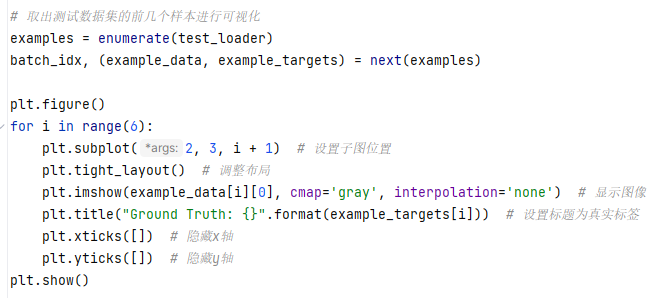 # 取出测试数据集的前几个样本进行可视化
examples = enumerate(test_loader)
batch_idx, (example_data, example_targets) = next(examples)
plt.figure()
for i in range(6):
plt.subplot( *args: 2, 3, i + 1)  # 设置子图位置
plt.tight_layout()  # 调整布局
plt.imshow(example_data[i][0], cmap='gray', interpolation='none')  # 显示图像
plt.title("Ground Truth: {}".format(example_targets[i]))  # 设置标题为真实标签
plt.xticks([])  # 隐藏x轴
plt.yticks([])  # 隐藏y轴
plt.show()